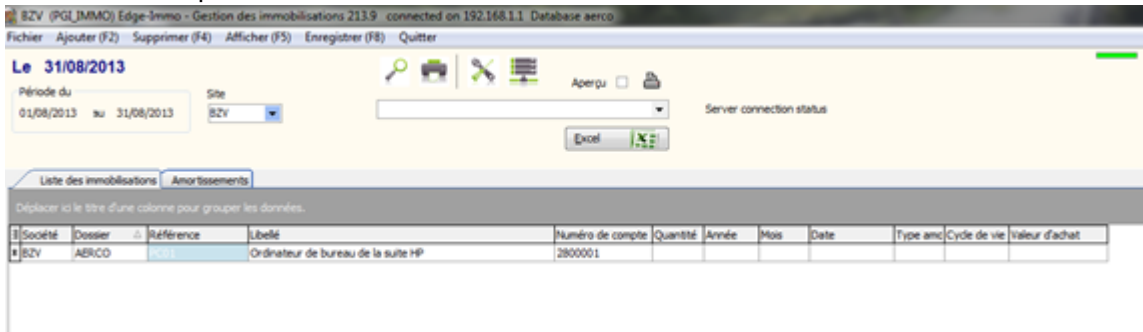 BZV (PGI_IMMO) Edge-Immo - Gestion des immobilisations 213.9 connected on 192.168.1.1 Database aerco
Fichier Ajouter (F2) Supprimer (F4) Afficher (F5) Enregistrer (F8) Quitter
Le 31/08/2013
Aperçu
Période du
Site
01/08/2013 au 31/08/2013
BZV
Server connection status
Excel
Liste des immobilisations Amortissements
Déplacer ici le titre d'une colonne pour grouper les données.
Société Dossier Référence Libellé Numéro de compte Quantité Année Mois Date Type amo Cycle de vie Valeur d'achat
BZV AERCO PC01 Ordinateur de bureau de la suite HP 2800001